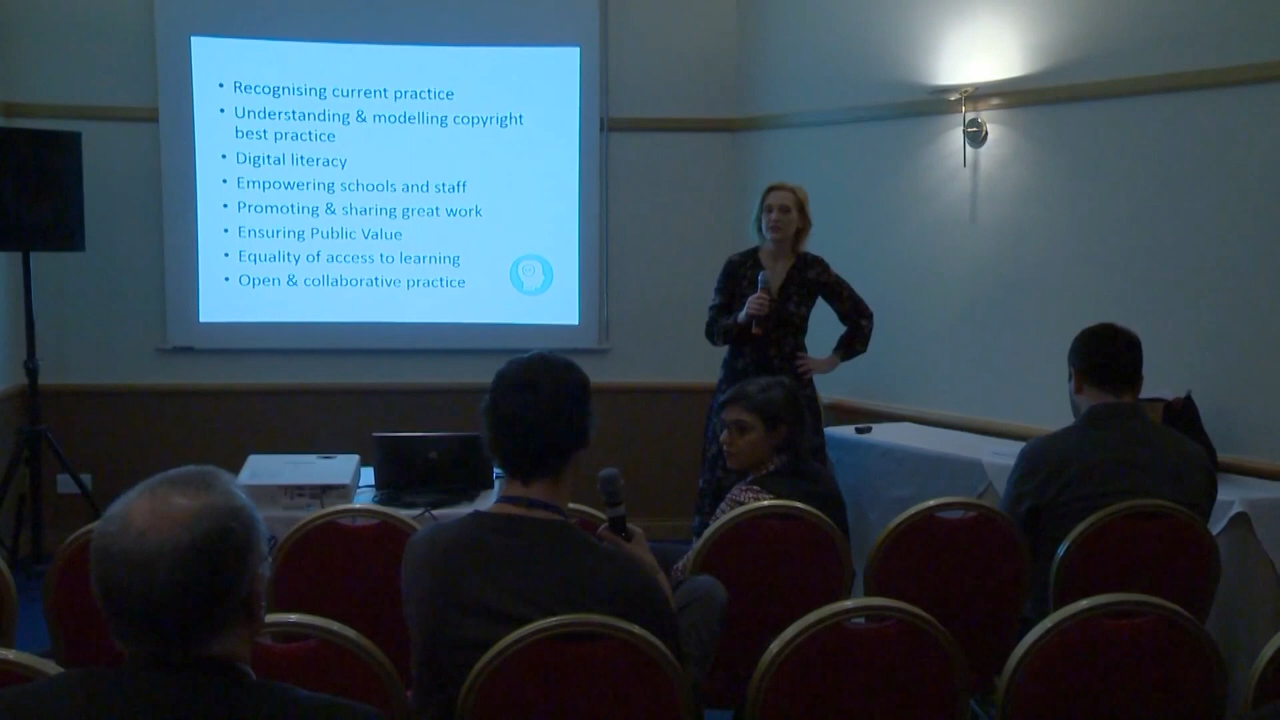 • Recognising current practice
• Understanding & modelling copyright
best practice
• Digital literacy
• Empowering schools and staff
• Promoting & sharing great work
• Ensuring Public Value
• Equality of access to learning
• Open & collaborative practice